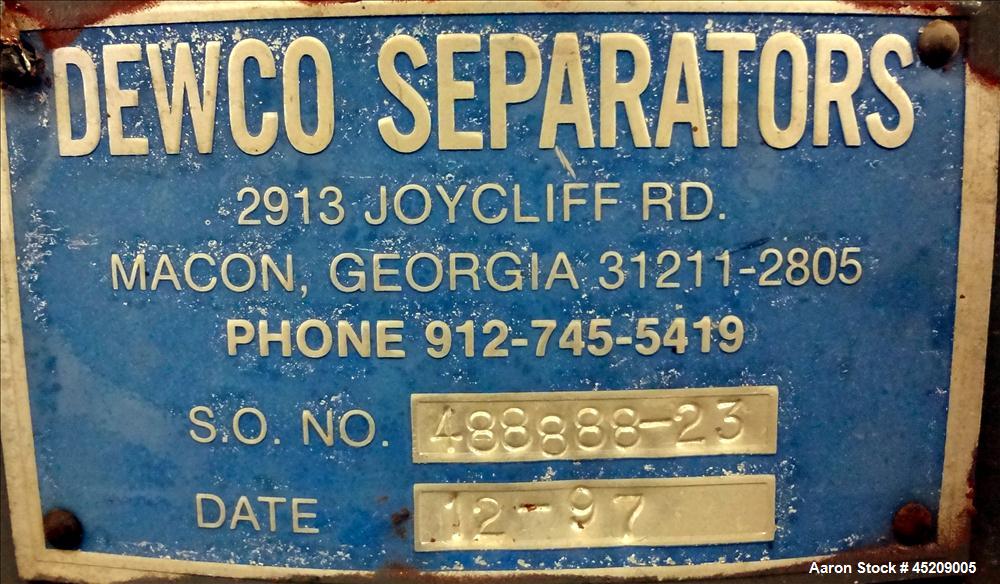 DEWCO SEPARATORS
2913 JOYCLIFF RD.
MACON, GEORGIA 31211-2805
PHONE 912-745-5419
S.O. NO. 488888-23
DATE 12-97
Aaron Stock # 45209005